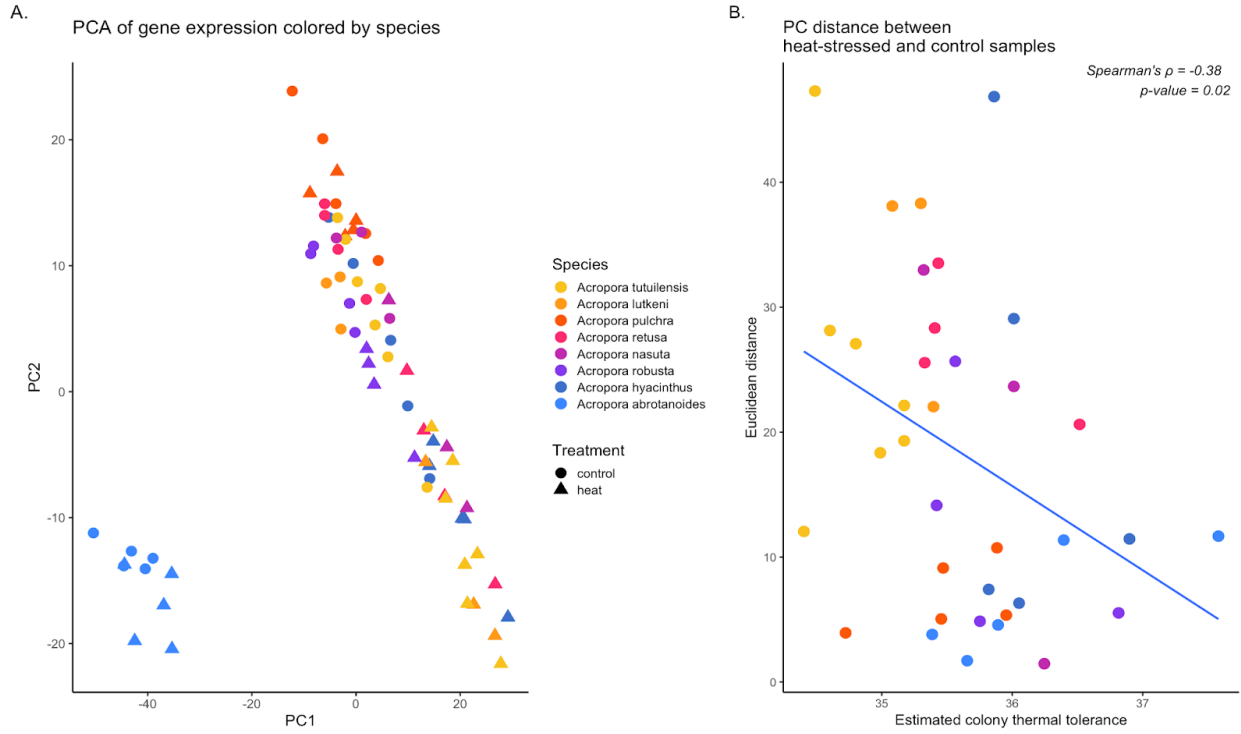 A.
PCA of gene expression colored by species
PC2
20
10
0
-10
-20
-40
-20
0
20
PC1
Species
Acropora tutuilensis
Acropora lutkeni
Acropora pulchra
Acropora retusa
Acropora nasuta
Acropora robusta
Acropora hyacinthus
Acropora abrotanoides
Treatment
control
heat
B.
PC distance between
heat-stressed and control samples
Spearman's ρ = -0.38
p-value = 0.02
Euclidean distance
40
30
20
10
0
35
36
37
Estimated colony thermal tolerance